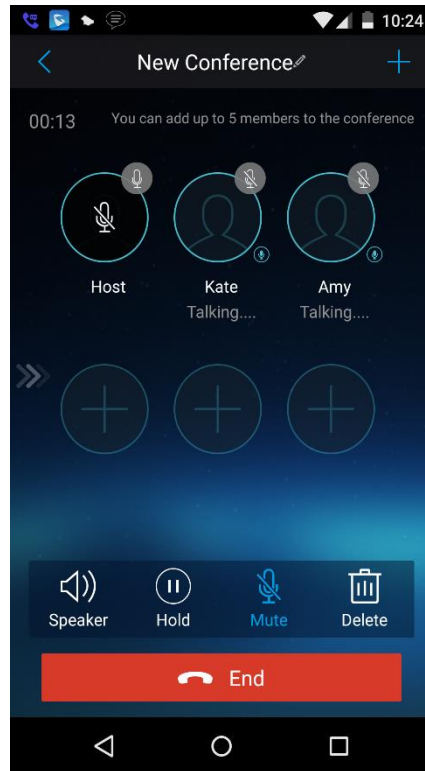 10:24
New Conference
00:13 You can add up to 5 members to the conference
Host Kate Amy
Talking.... Talking....
Speaker Hold Mute Delete
End